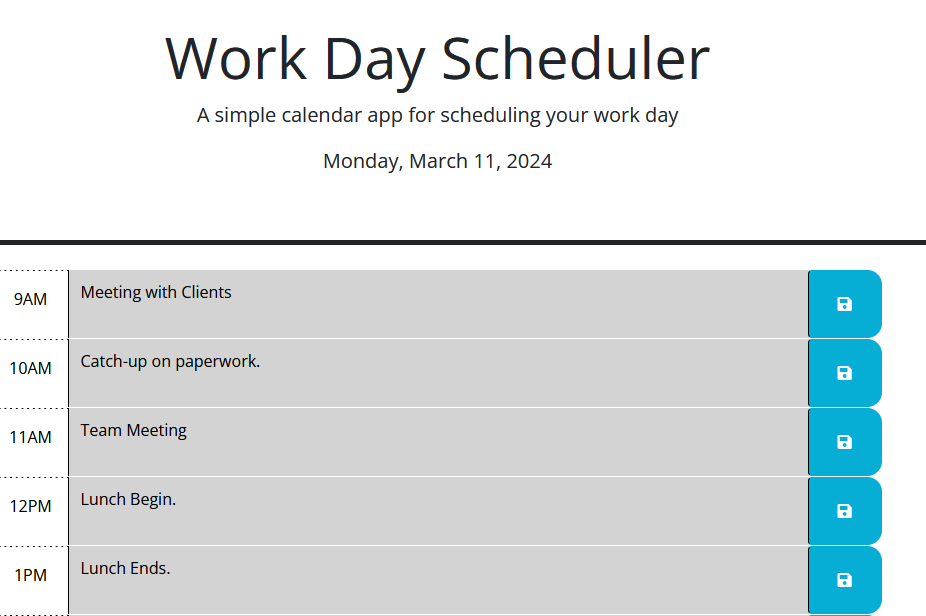 Work Day Scheduler
A simple calendar app for scheduling your work day
Monday, March 11, 2024
9AM Meeting with Clients
10AM Catch-up on paperwork.
11AM Team Meeting
12PM Lunch Begin.
1PM Lunch Ends.